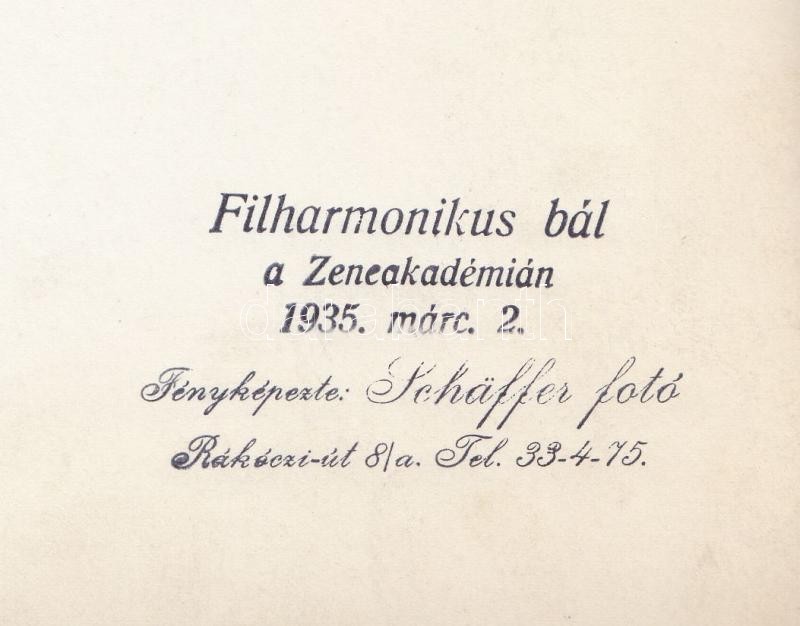 Filharmonikus bál
a Zeneakadémián
1935. márc. 2.
Fényképezte: Schäffer fotó
Rákóczi-út 8/a. Tel. 33-4-75.